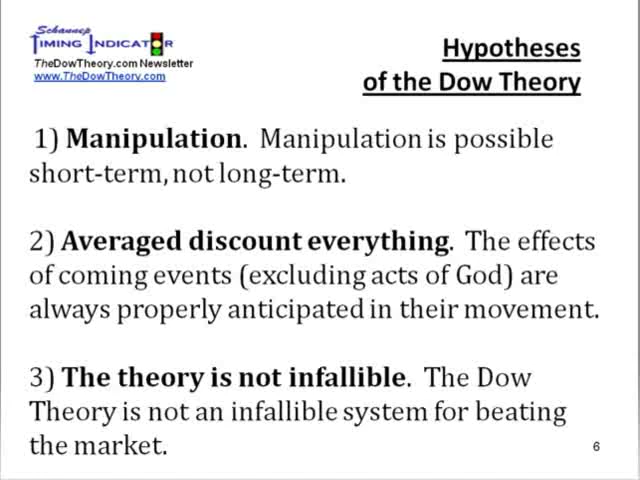 Schannep
TIMING INDICATOR
TheDowTheory.com Newsletter
www.TheDowTheory.com
Hypotheses
of the Dow Theory
1) Manipulation. Manipulation is possible
short-term, not long-term.
2) Averaged discount everything. The effects
of coming events (excluding acts of God) are
always properly anticipated in their movement.
3) The theory is not infallible. The Dow
Theory is not an infallible system for beating
the market.
6